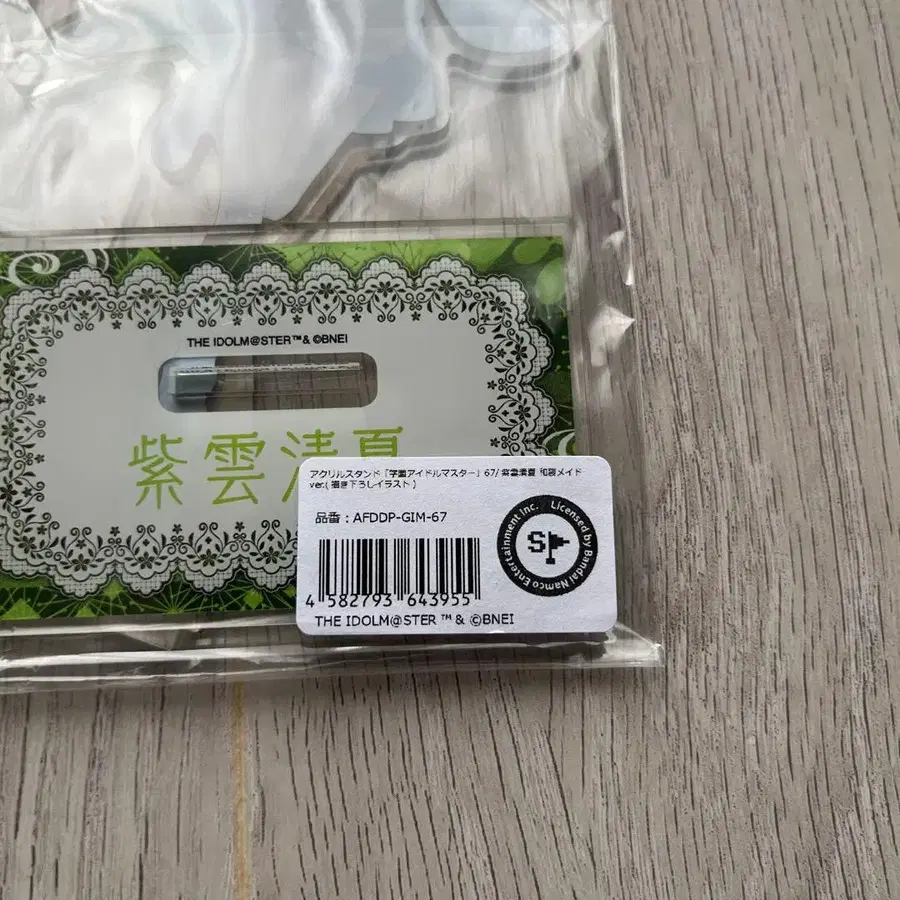 THE IDOLM@STER™& ©BNEI
紫雲清夏
アクリルスタンド「学園アイドルマスター」67/ 紫雲清夏 和装メイド
ver.( 描き下ろしイラスト )
品番 : AFDDP-GIM-67
Licensed by Bandai Namco Entertainment Inc.
SP
4 582793 643955
THE IDOLM@STER ™ & ©BNEI